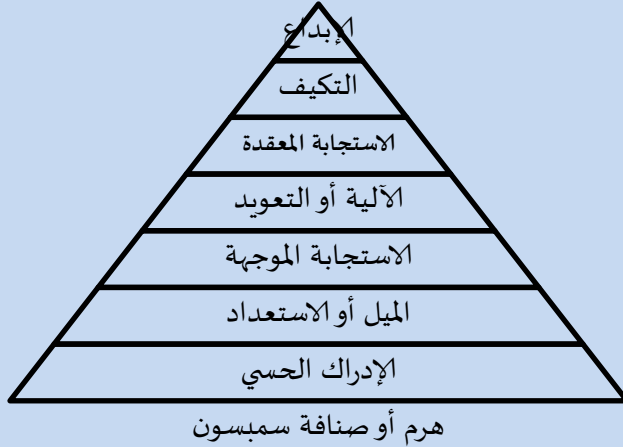 الإبداع
التكيف
الاستجابة المعقدة
الآلية أو التعويد
الاستجابة الموجهة
الميل أو الاستعداد
الإدراك الحسي
هرم أو صنافة سمبسون